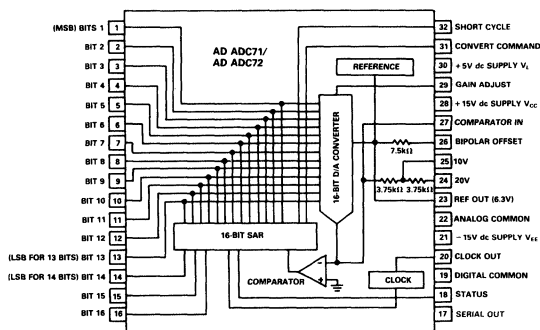 (MSB) BITS 1 1
BIT 2 2
BIT 3 3
BIT 4 4
BIT 5 5
BIT 6 6
BIT 7 7
BIT 8 8
BIT 9 9
BIT 10 10
BIT 11 11
BIT 12 12
(LSB FOR 13 BITS) BIT 13 13
(LSB FOR 14 BITS) BIT 14 14
BIT 15 15
BIT 16 16
AD ADC71/
AD ADC72
REFERENCE
16-BIT D/A CONVERTER
7.5kΩ
3.75kΩ 3.75kΩ
16-BIT SAR
COMPARATOR
− +
CLOCK
32 SHORT CYCLE
31 CONVERT COMMAND
30 +5V dc SUPPLY VL
29 GAIN ADJUST
28 +15V dc SUPPLY VCC
27 COMPARATOR IN
26 BIPOLAR OFFSET
25 10V
24 20V
23 REF OUT (6.3V)
22 ANALOG COMMON
21 −15V dc SUPPLY VEE
20 CLOCK OUT
19 DIGITAL COMMON
18 STATUS
17 SERIAL OUT